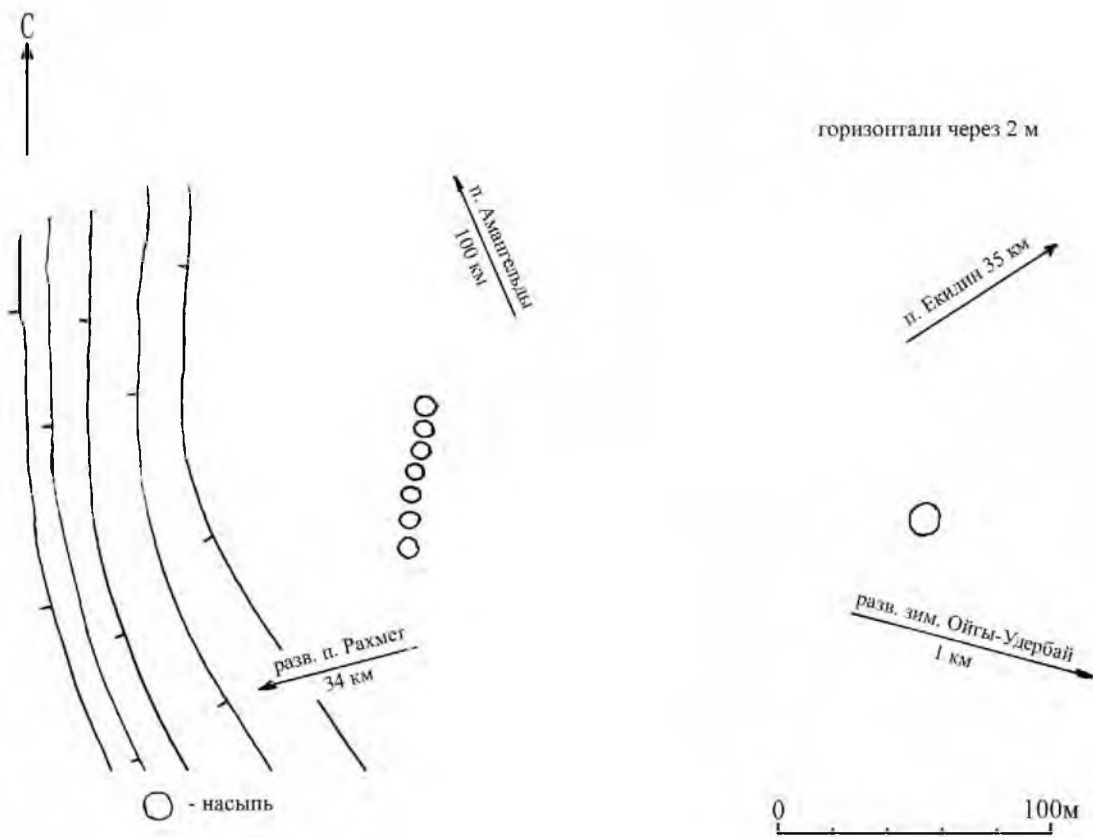 С
горизонтали через 2 м
п. Амангельды
100 км
п. Екилин 35 км
разв. зим. Ойгы-Удербай
1 км
разв. п. Рахмет
34 км
- насыпь
0 100м